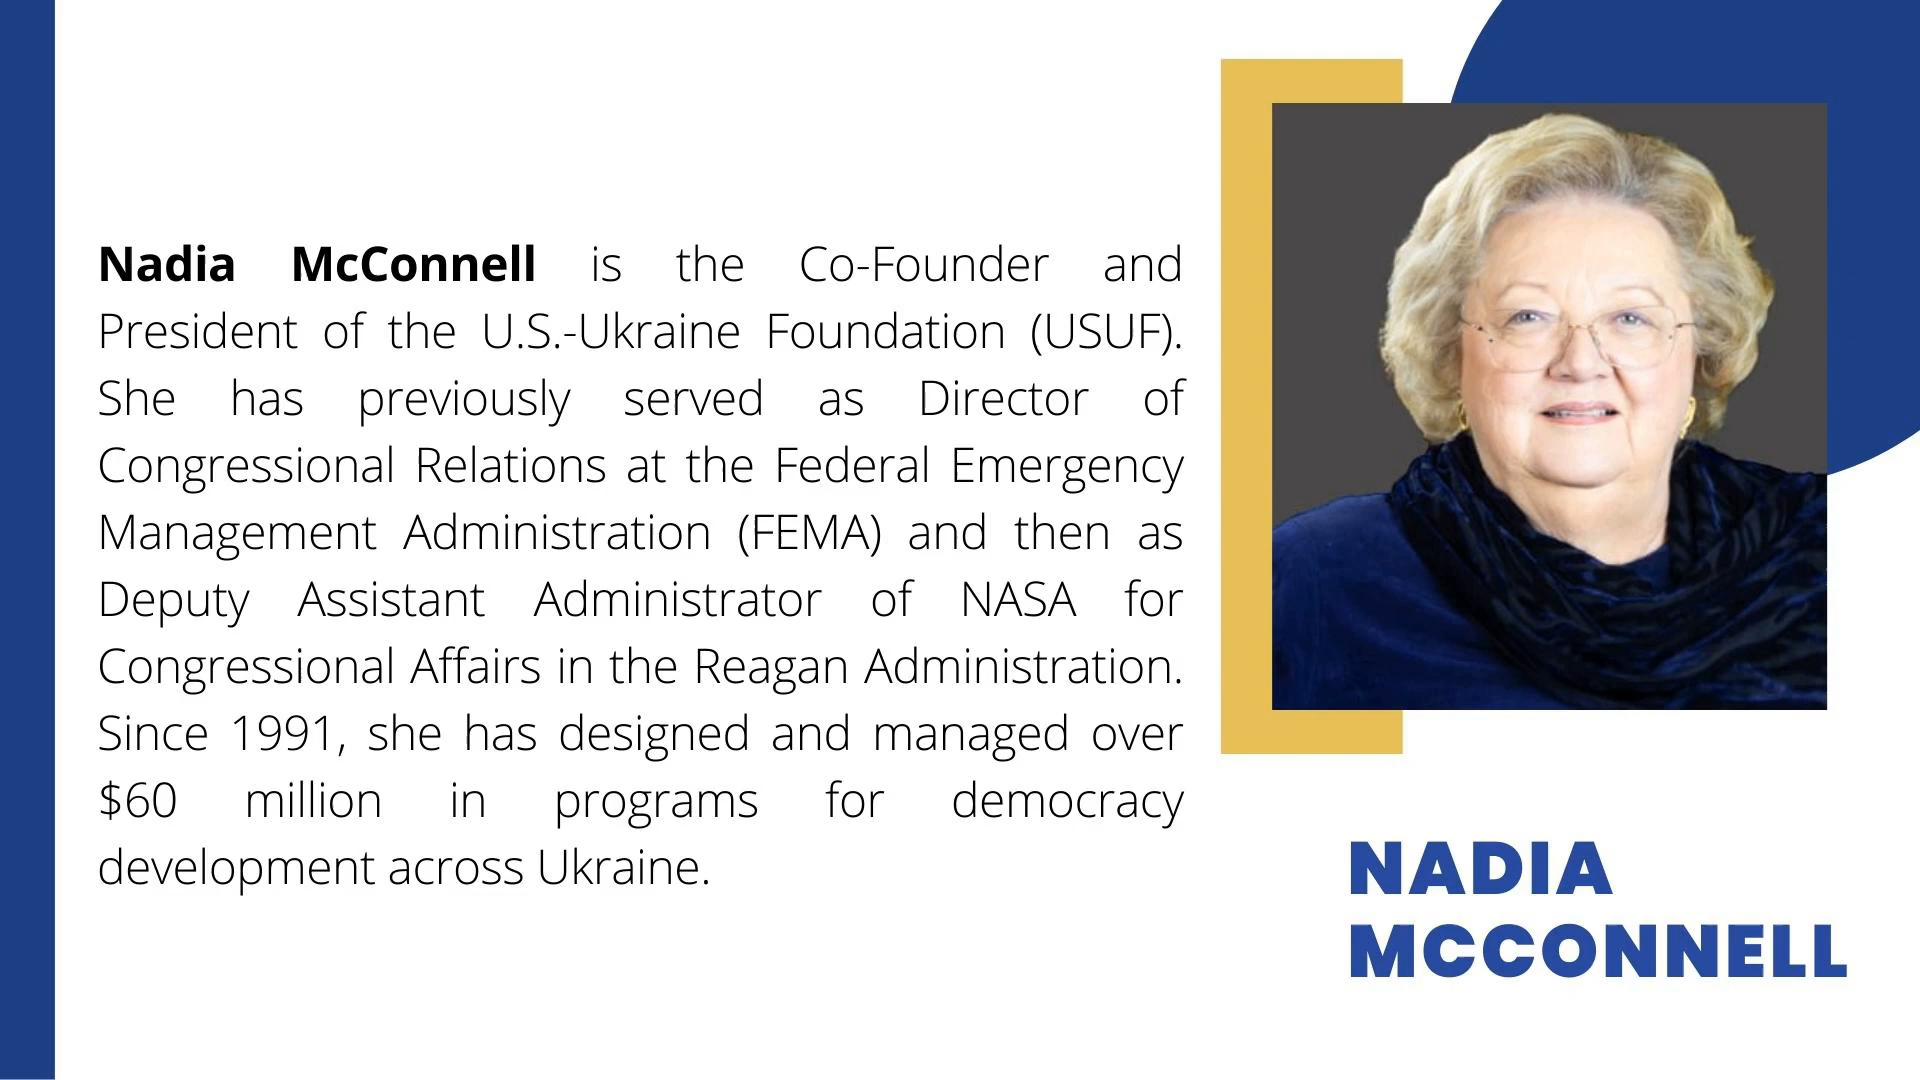 Nadia McConnell is the Co-Founder and
President of the U.S.-Ukraine Foundation (USUF).
She has previously served as Director of
Congressional Relations at the Federal Emergency
Management Administration (FEMA) and then as
Deputy Assistant Administrator of NASA for
Congressional Affairs in the Reagan Administration.
Since 1991, she has designed and managed over
$60 million in programs for democracy
development across Ukraine.
NADIA
MCCONNELL